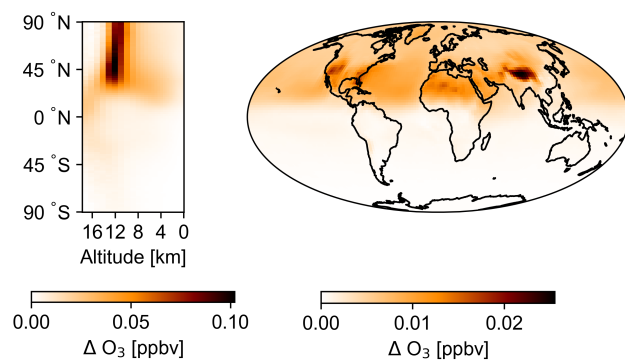 90 °N
45 °N
0 °N
45 °S
90 °S
16 12 8 4 0
Altitude [km]
0.00 0.05 0.10
Δ O₃ [ppbv]
0.00 0.01 0.02
Δ O₃ [ppbv]